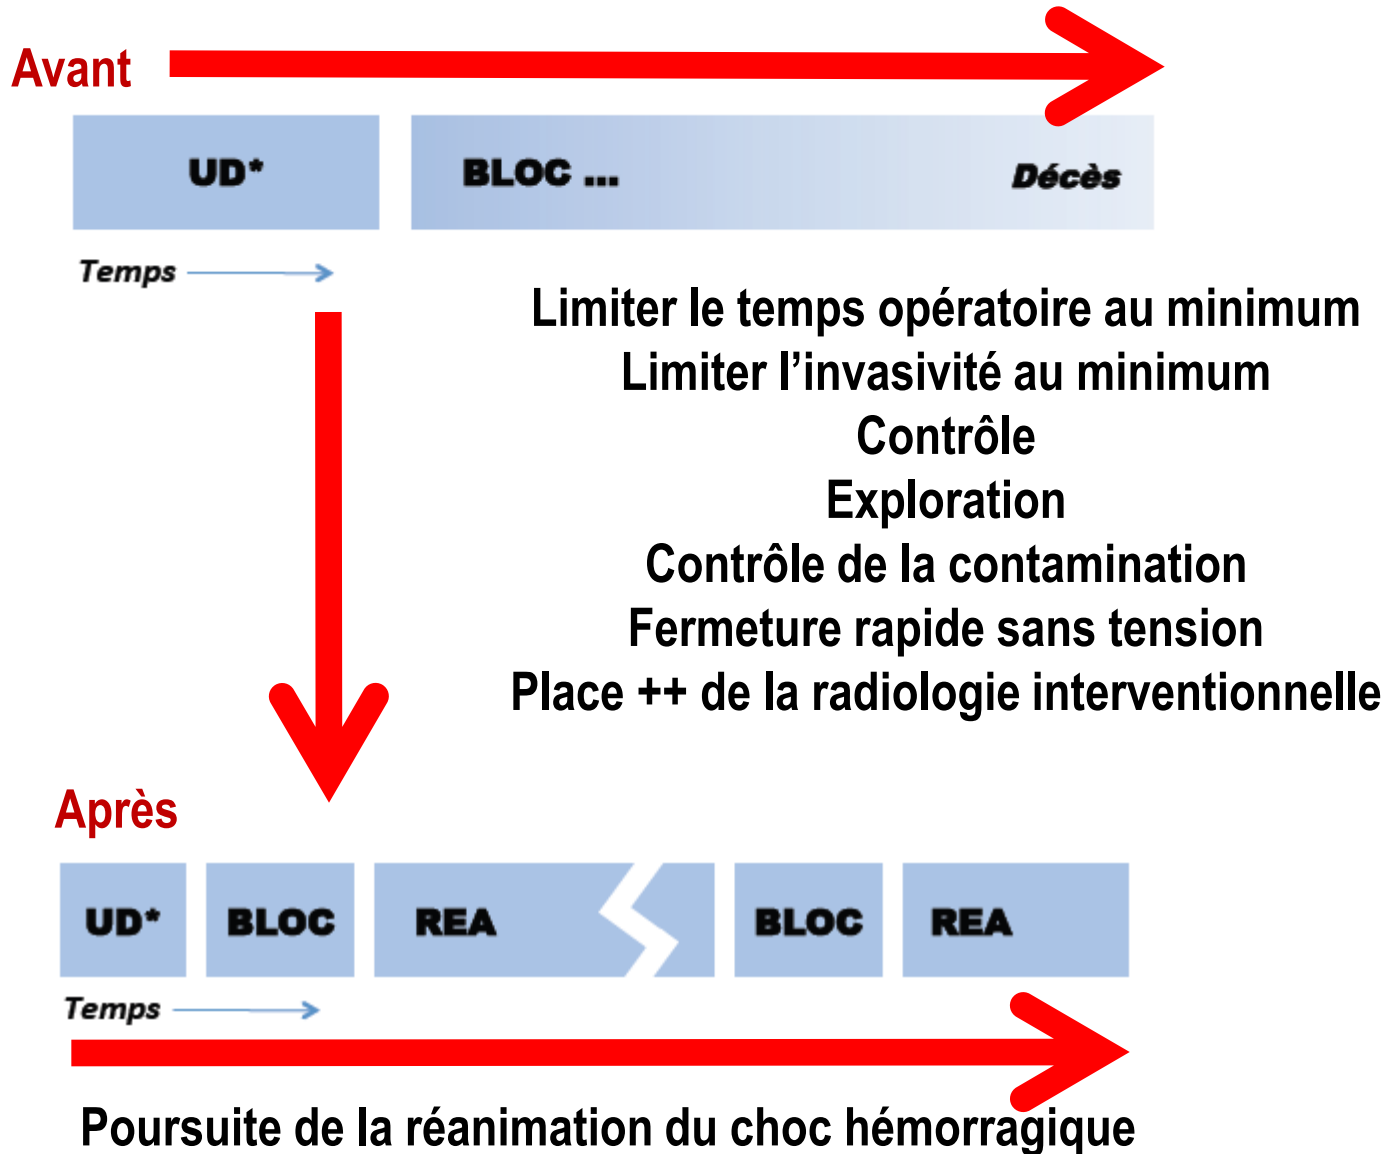 Avant
UD*
BLOC ...
Décès
Temps
Limiter le temps opératoire au minimum
Limiter l’invasivité au minimum
Contrôle
Exploration
Contrôle de la contamination
Fermeture rapide sans tension
Place ++ de la radiologie interventionnelle
Après
UD*
BLOC
REA
BLOC
REA
Temps
Poursuite de la réanimation du choc hémorragique